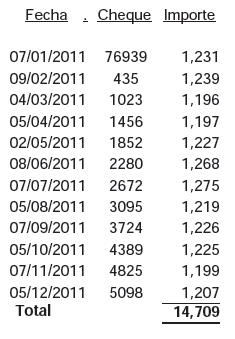 Fecha . Cheque Importe
07/01/2011 76939 1,231
09/02/2011 435 1,239
04/03/2011 1023 1,196
05/04/2011 1456 1,197
02/05/2011 1852 1,227
08/06/2011 2280 1,268
07/07/2011 2672 1,275
05/08/2011 3095 1,219
07/09/2011 3724 1,226
05/10/2011 4389 1,225
07/11/2011 4825 1,199
05/12/2011 5098 1,207
Total 14,709